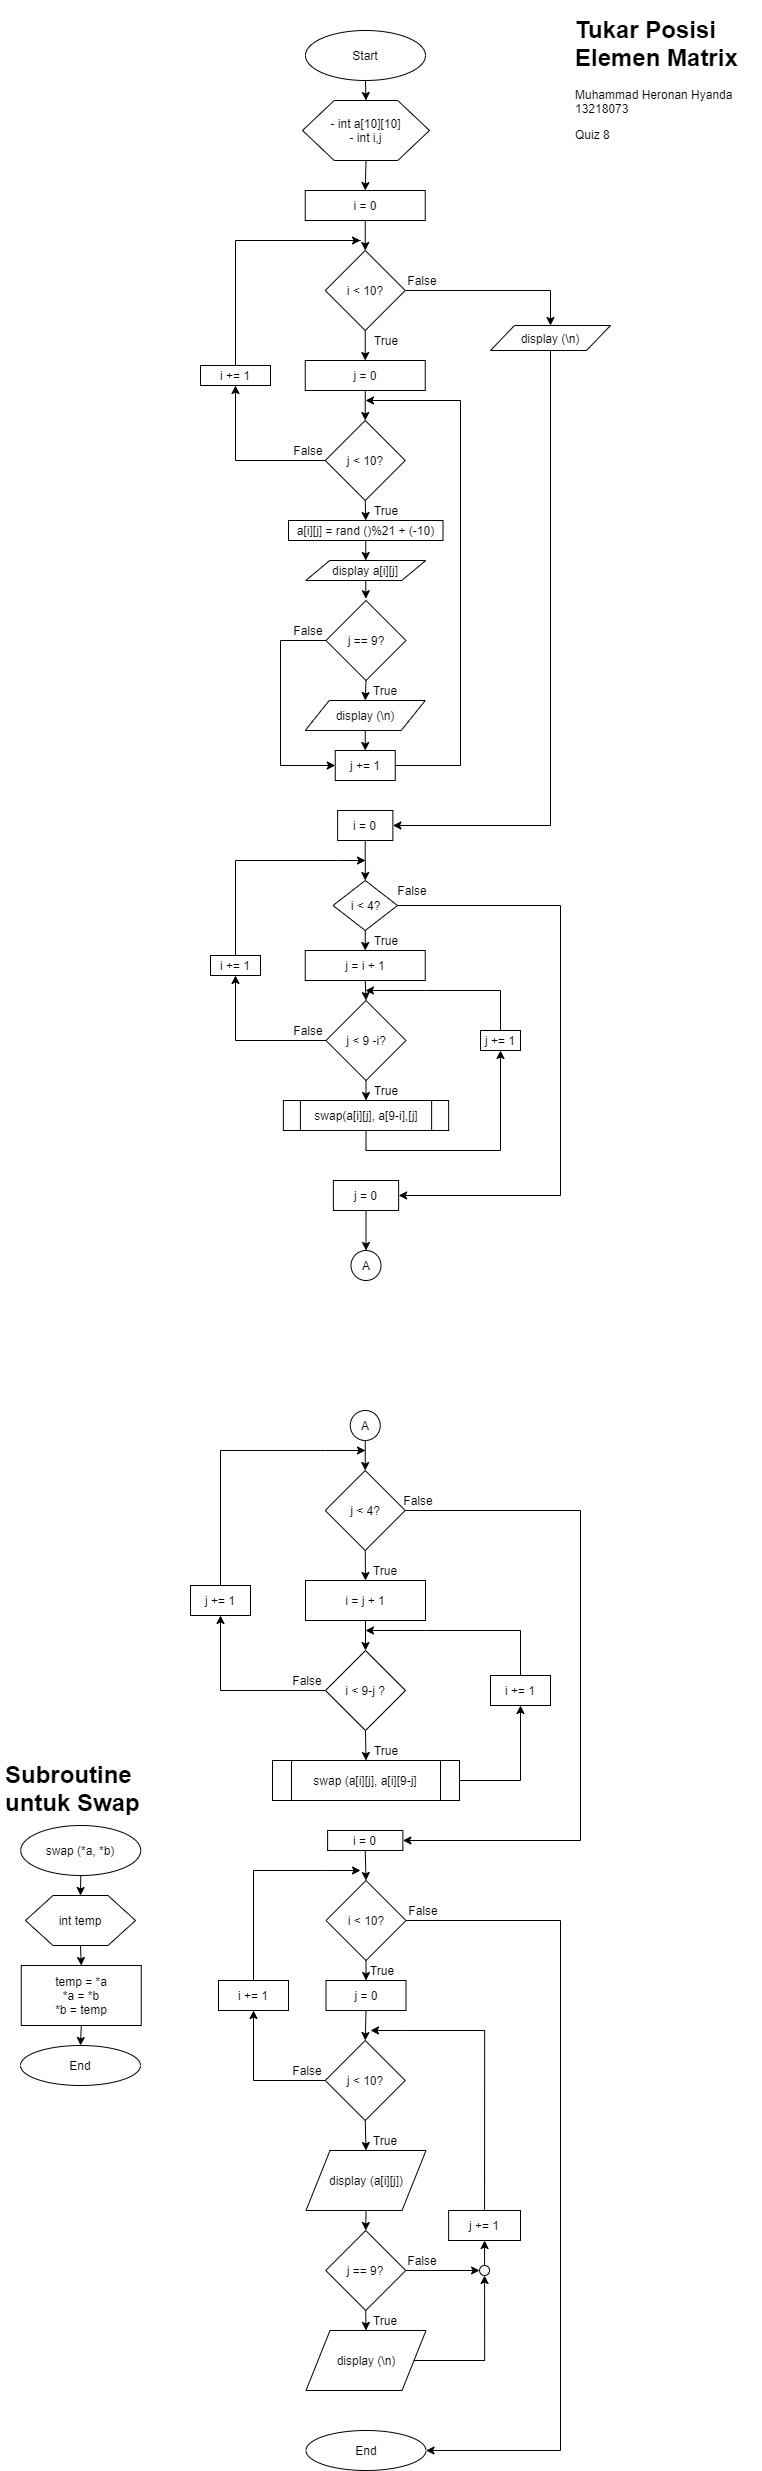 Tukar Posisi
Elemen Matrix
Muhammad Heronan Hyanda
13218073
Quiz 8
Start
- int a[10][10]
- int i,j
i = 0
i < 10?
False
display (\n)
True
j = 0
i += 1
j < 10?
False
True
a[i][j] = rand ()%21 + (-10)
display a[i][j]
False
j == 9?
True
display (\n)
j += 1
i = 0
i < 4?
False
True
j = i + 1
i += 1
False
j < 9 -i?
j += 1
True
swap(a[i][j], a[9-i],[j]
j = 0
A
A
j < 4?
False
True
i = j + 1
j += 1
False
i < 9-j ?
i += 1
True
swap (a[i][j], a[i][9-j]
i = 0
i < 10?
False
True
j = 0
i += 1
False
j < 10?
True
display (a[i][j])
j += 1
j == 9?
False
True
display (\n)
End
Subroutine
untuk Swap
swap (*a, *b)
int temp
temp = *a
*a = *b
*b = temp
End